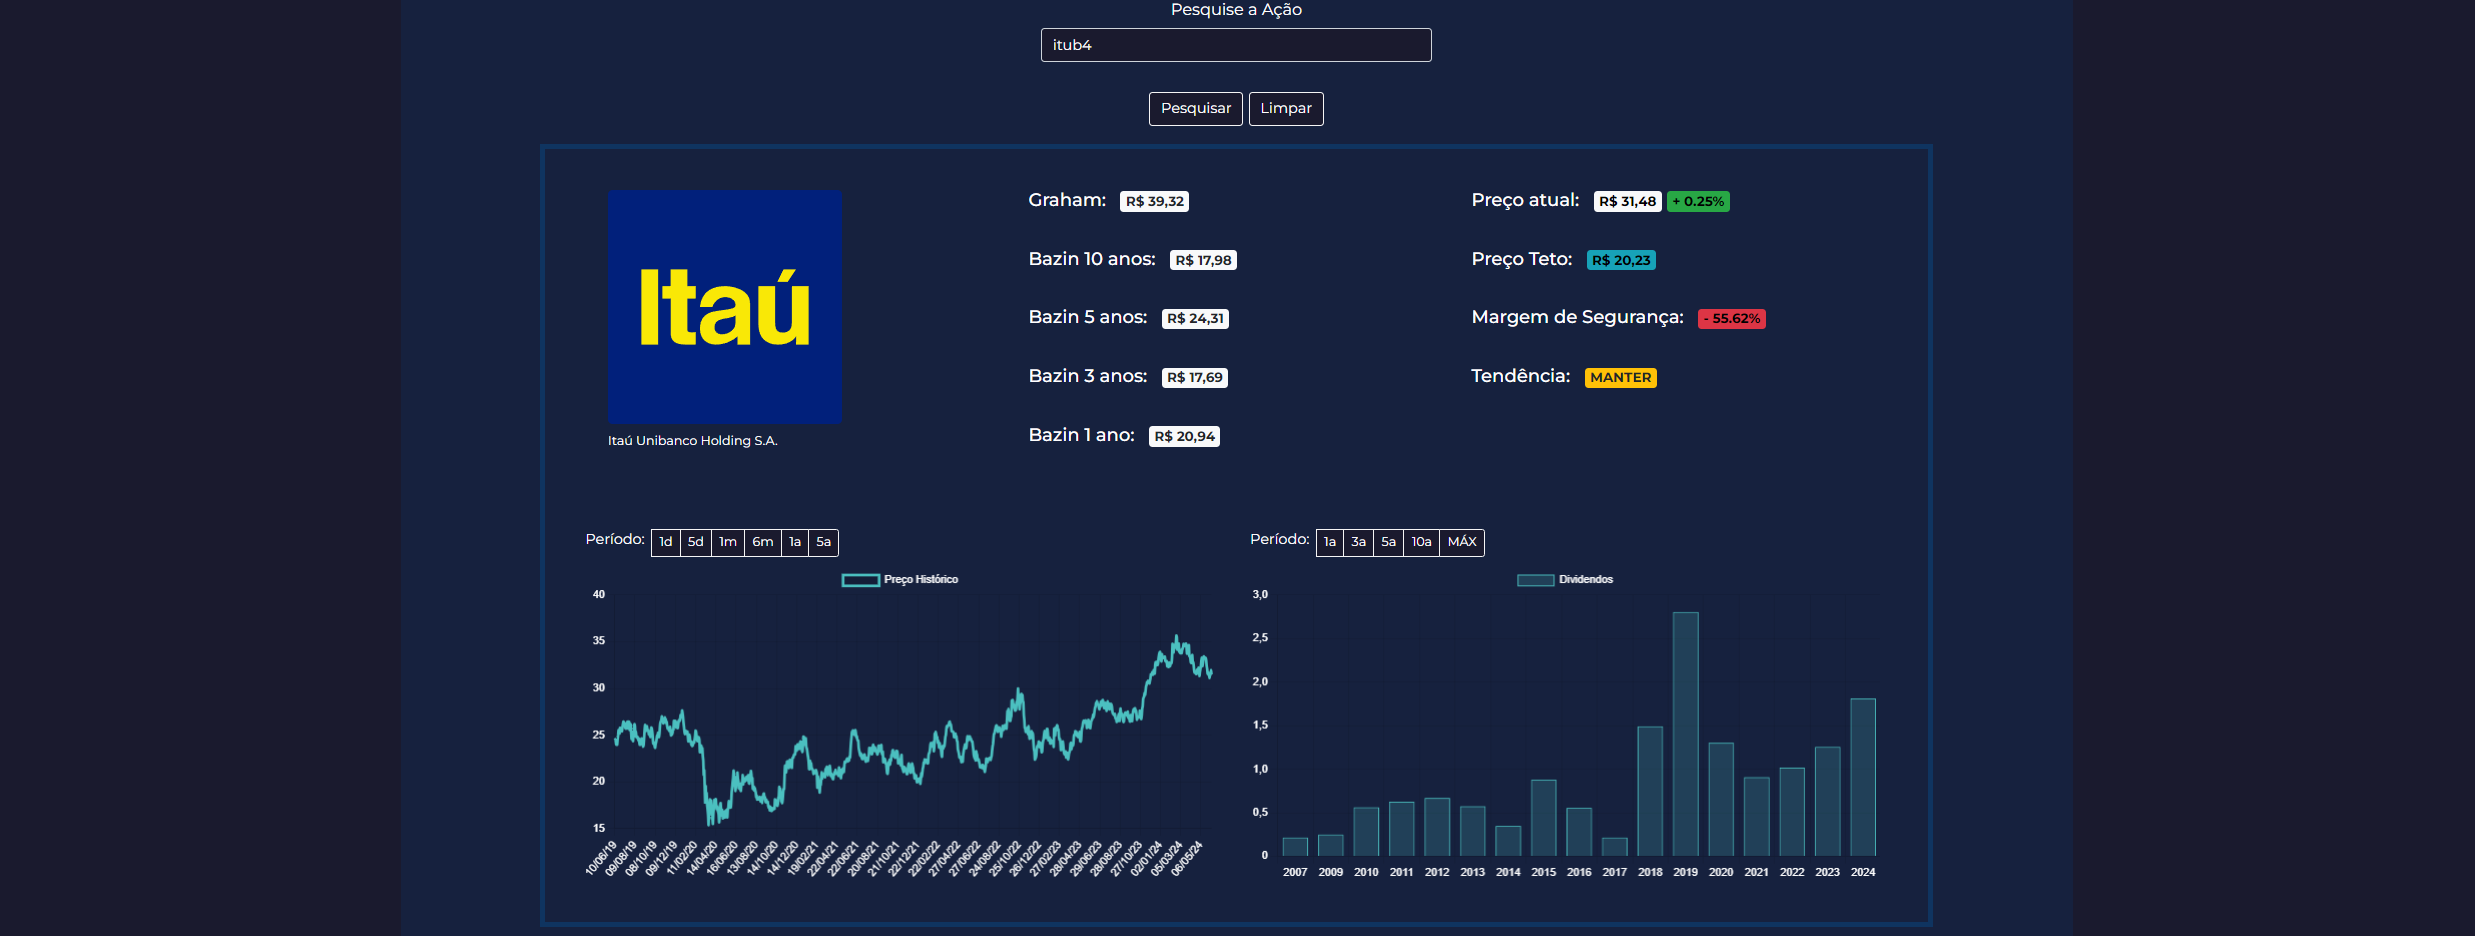 Pesquise a Ação
itub4
Pesquisar Limpar
Itaú
Itaú Unibanco Holding S.A.
Graham: R$ 39,32
Bazin 10 anos: R$ 17,98
Bazin 5 anos: R$ 24,31
Bazin 3 anos: R$ 17,69
Bazin 1 ano: R$ 20,94
Preço atual: R$ 31,48 + 0.25%
Preço Teto: R$ 20,23
Margem de Segurança: - 55.62%
Tendência: MANTER
Período: 1d 5d 1m 6m 1a 5a
Preço Histórico
40
35
30
25
20
15
10/06/19 09/08/19 08/10/19 09/12/19 11/02/20 14/04/20 16/06/20 13/08/20 14/10/20 14/12/20 19/02/21 22/04/21 22/06/21 20/08/21 21/10/21 22/12/21 22/02/22 27/04/22 27/06/22 24/08/22 25/10/22 26/12/22 27/02/23 28/04/23 29/06/23 28/08/23 27/10/23 02/01/24 05/03/24 06/05/24
Período: 1a 3a 5a 10a MÁX
Dividendos
3,0
2,5
2,0
1,5
1,0
0,5
0
2007 2009 2010 2011 2012 2013 2014 2015 2016 2017 2018 2019 2020 2021 2022 2023 2024